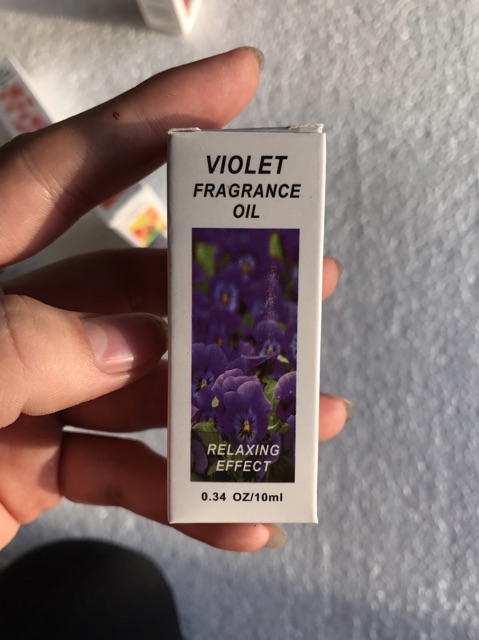 VIOLET
FRAGRANCE
OIL
RELAXING
EFFECT
0.34 OZ/10ml